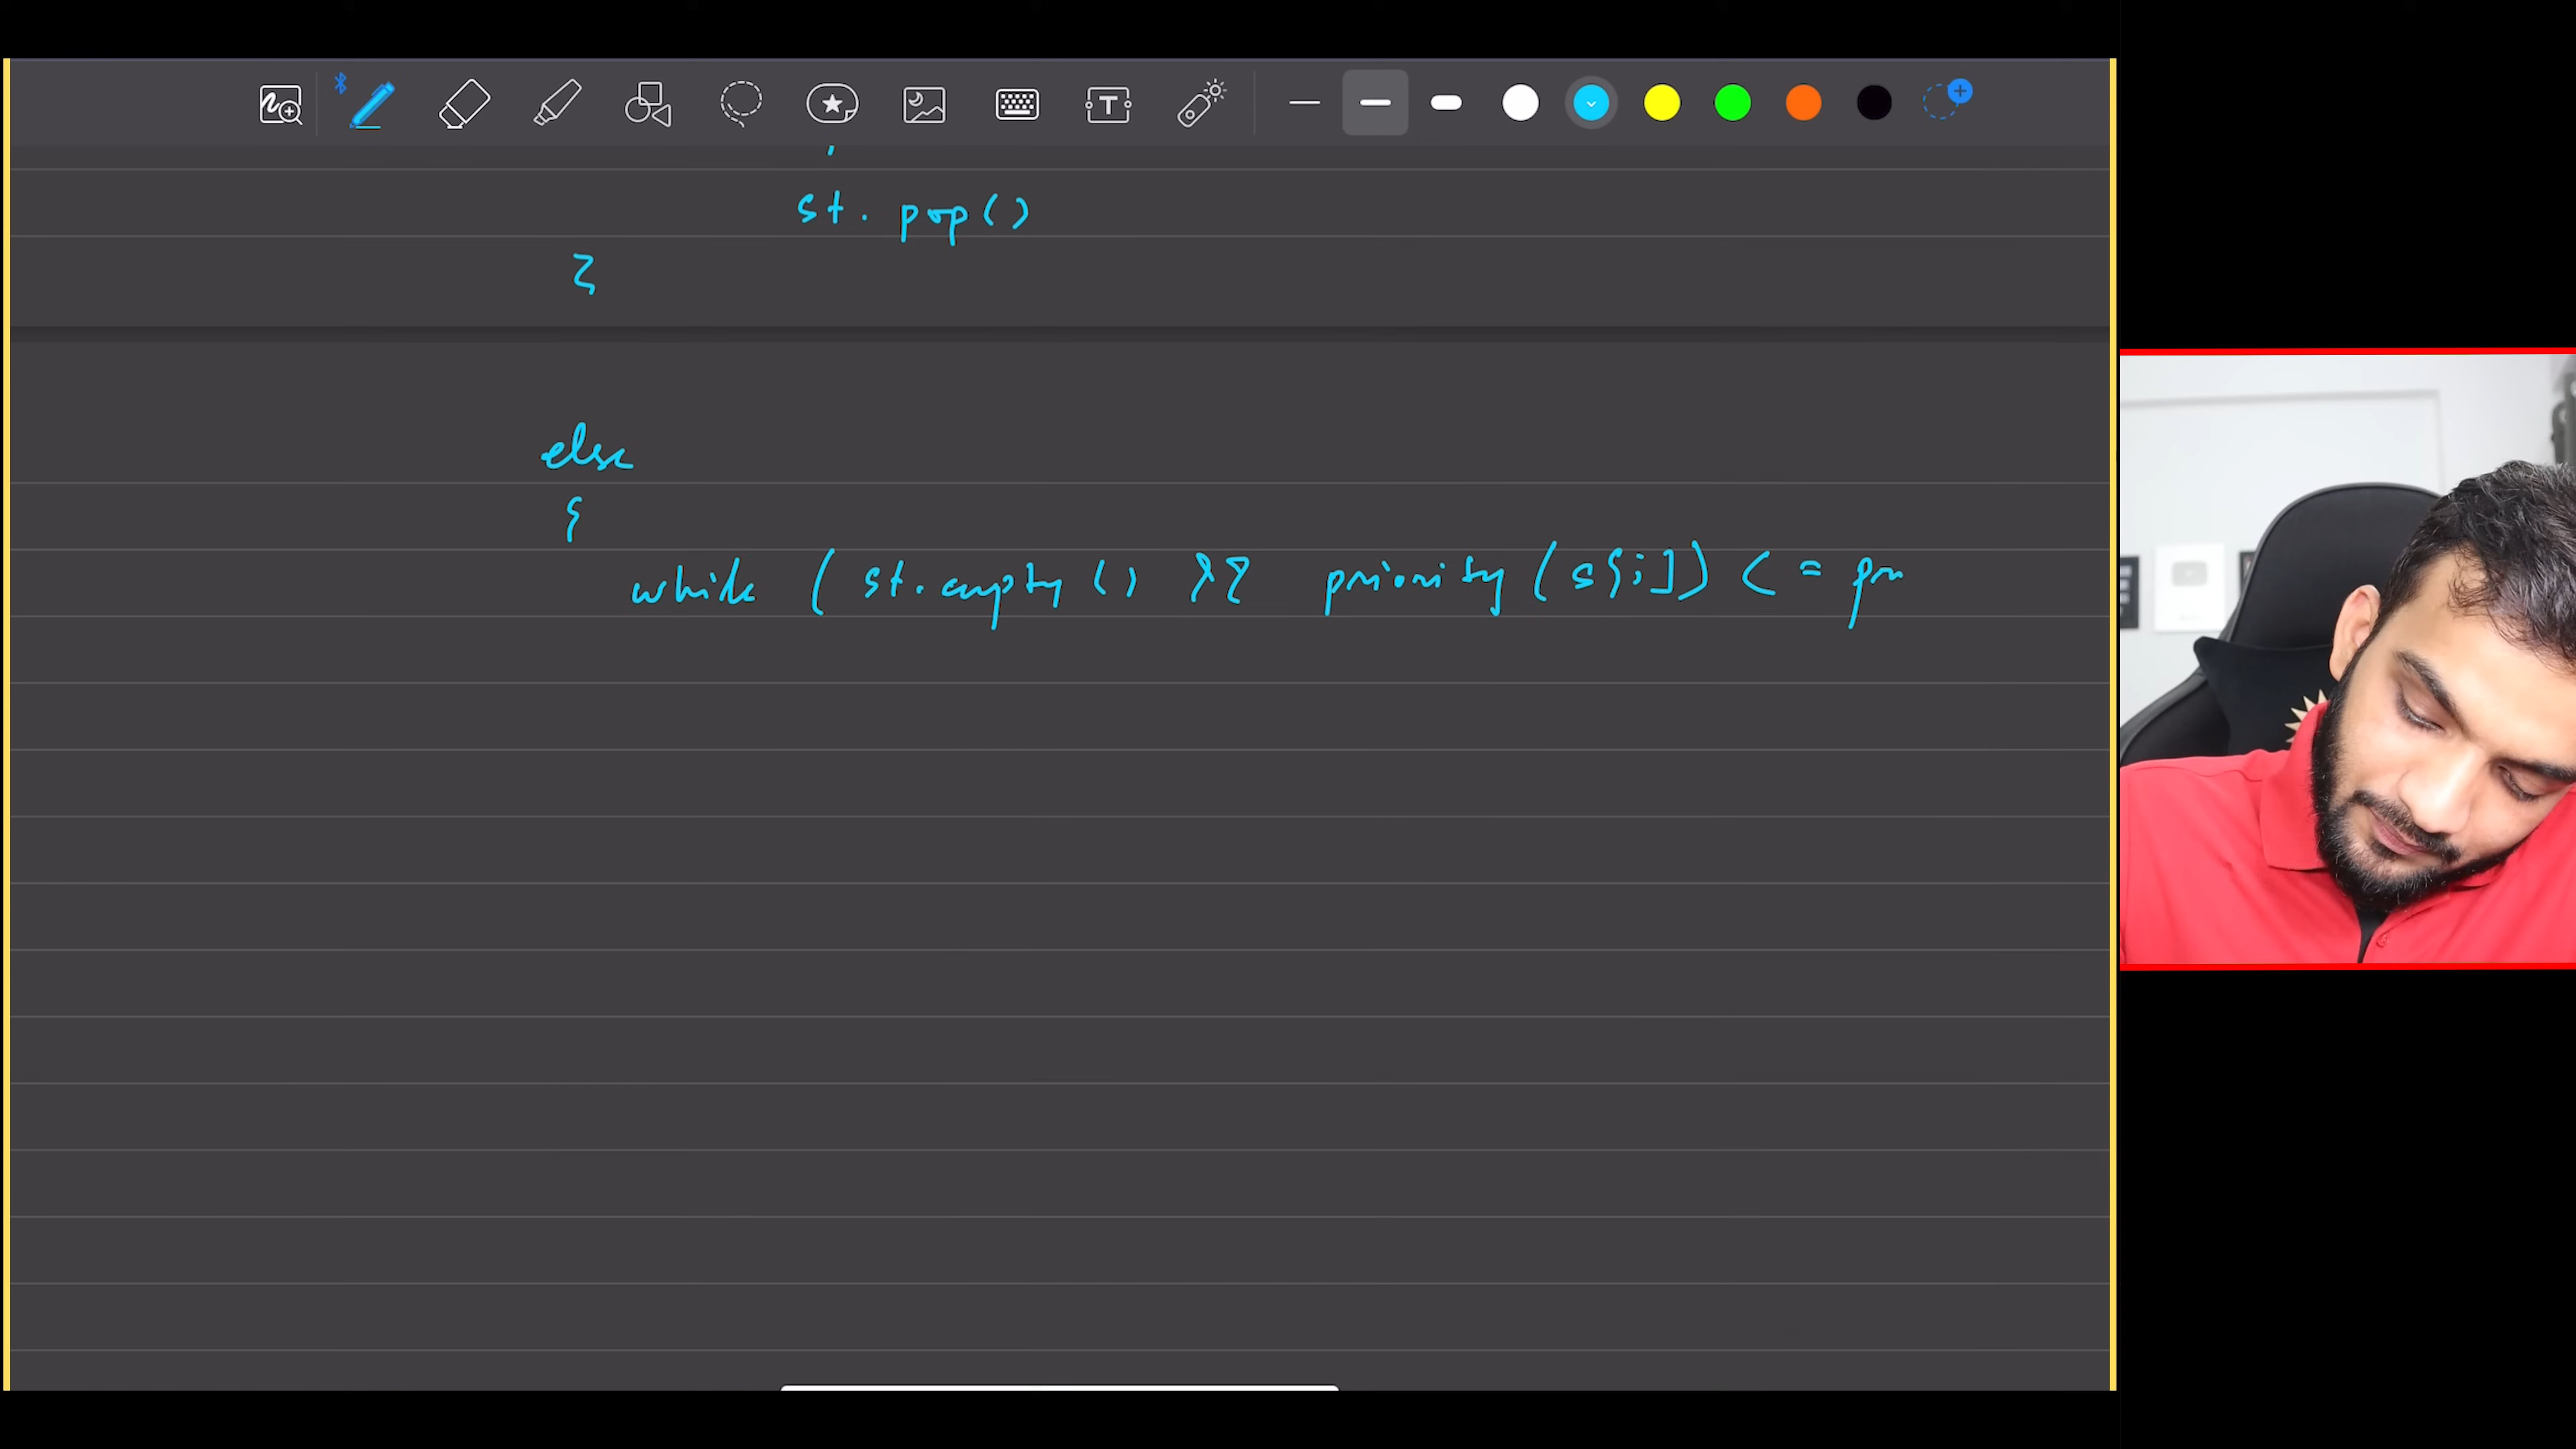 st. pop()
}
else
{
while ( st.empty () && priority (s[i]) <= pr